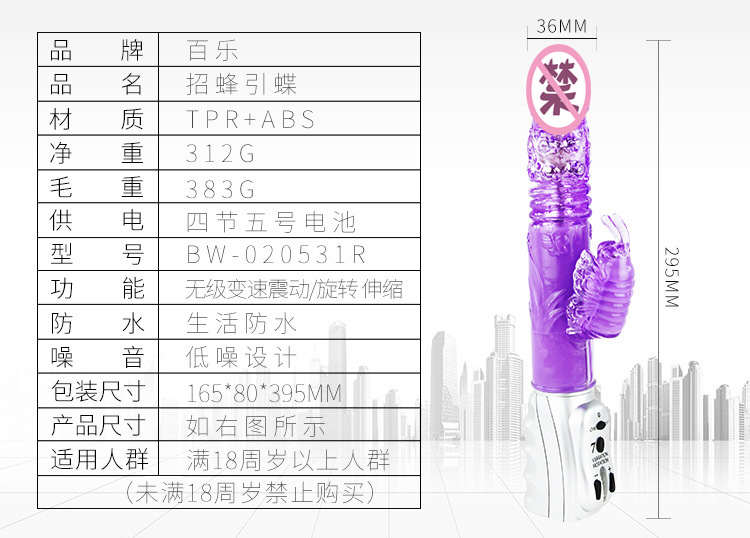 品牌 百乐
品名 招蜂引蝶
材质 TPR+ABS
净重 312G
毛重 383G
供电 四节五号电池
型号 BW-020531R
功能 无级变速震动/旋转 伸缩
防水 生活防水
噪音 低噪设计
包装尺寸 165*80*395MM
产品尺寸 如右图所示
适用人群 满18周岁以上人群
（未满18周岁禁止购买）
36MM
禁
295MM
7
VIBRATION
ROTATION